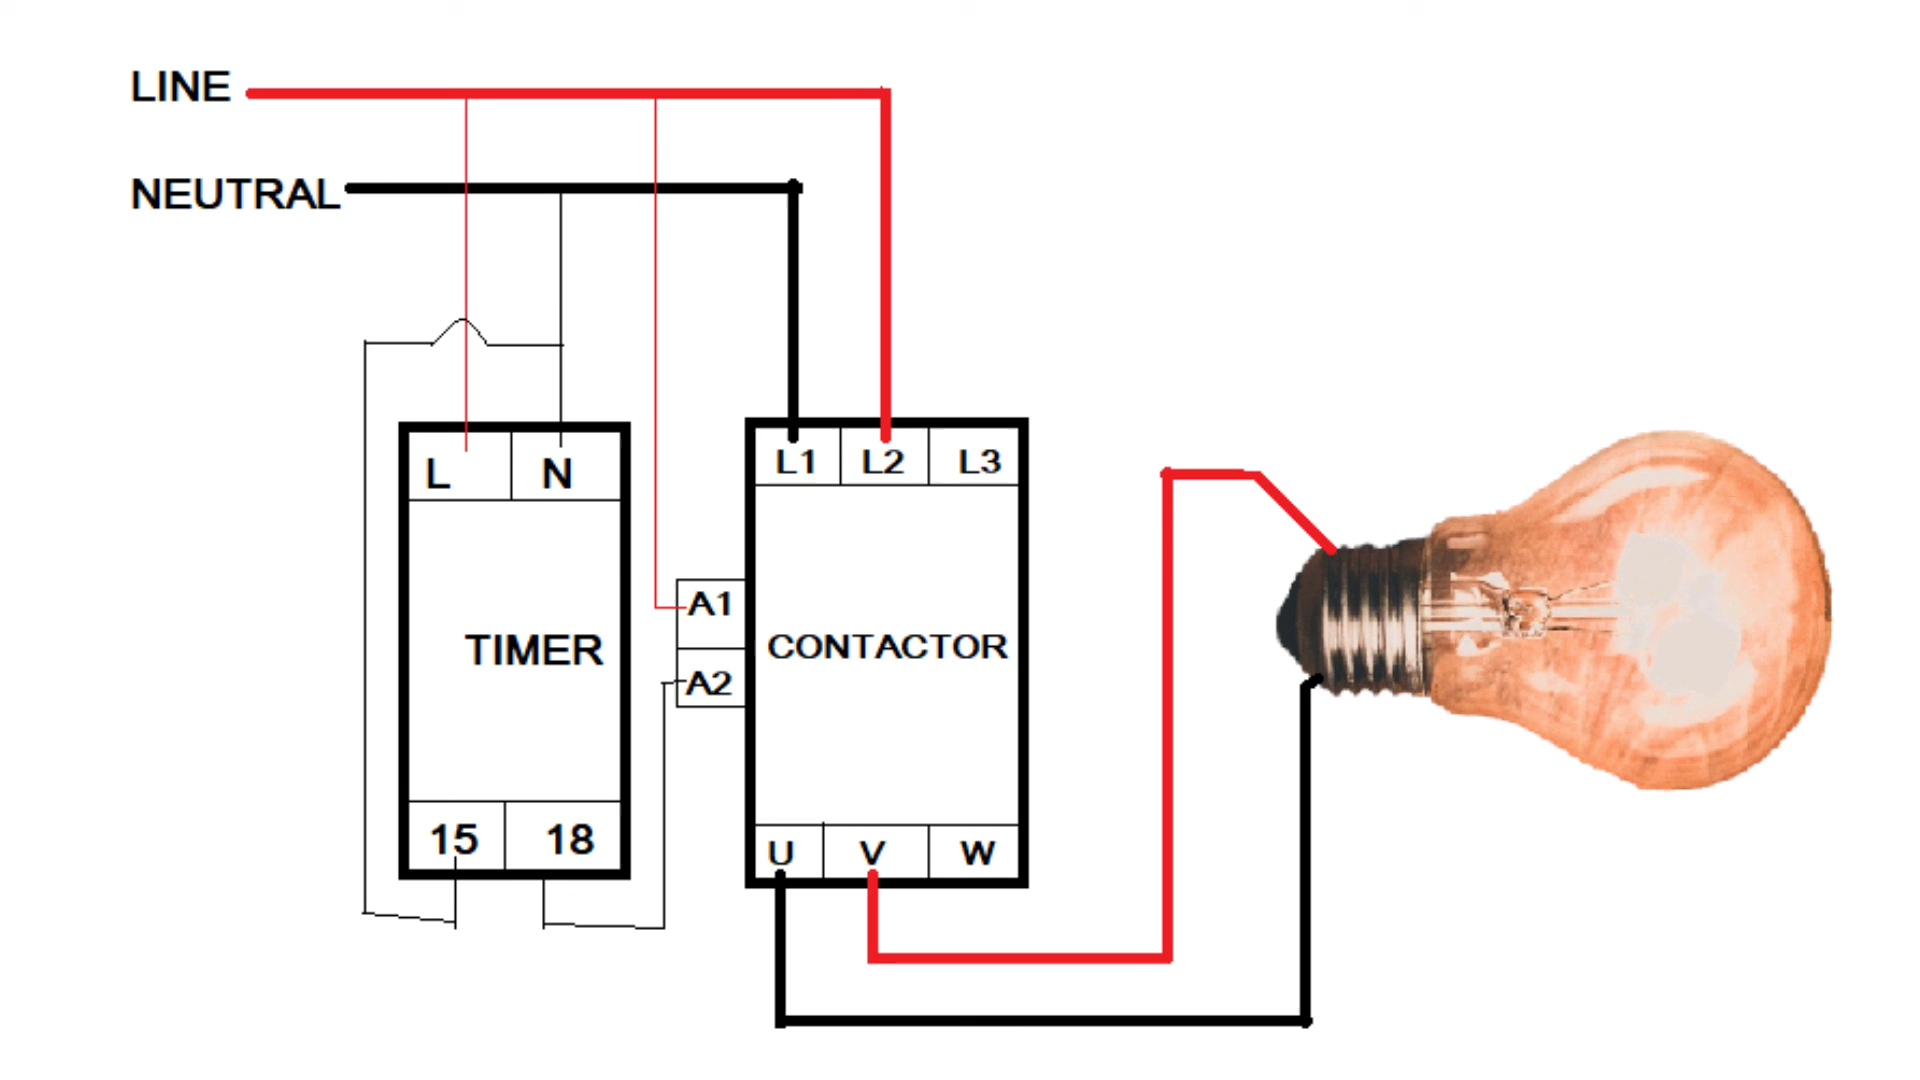 LINE
NEUTRAL
L N
L1 L2 L3
A1
TIMER
CONTACTOR
A2
15 18
U V W